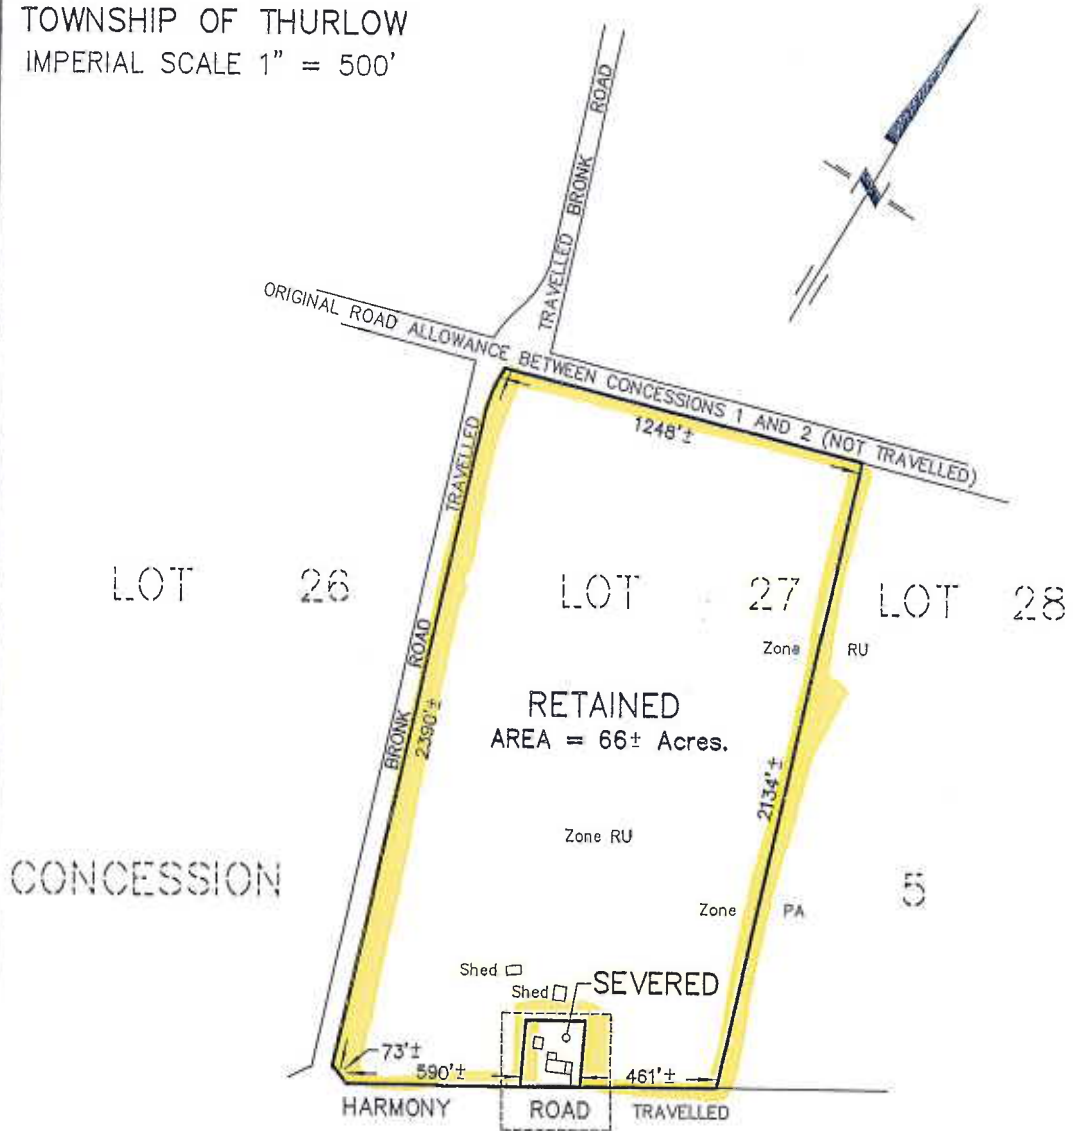 TOWNSHIP OF THURLOW
IMPERIAL SCALE 1" = 500'
TRAVELLED BRONK ROAD
ORIGINAL ROAD ALLOWANCE BETWEEN CONCESSIONS 1 AND 2 (NOT TRAVELLED)
1248'±
BRONK ROAD TRAVELLED
LOT 26
LOT 27
LOT 28
Zone RU
RETAINED
AREA = 66± Acres.
2390'±
2134'±
Zone RU
CONCESSION 5
Zone PA
Shed
Shed
SEVERED
73'±
590'±
461'±
HARMONY ROAD TRAVELLED